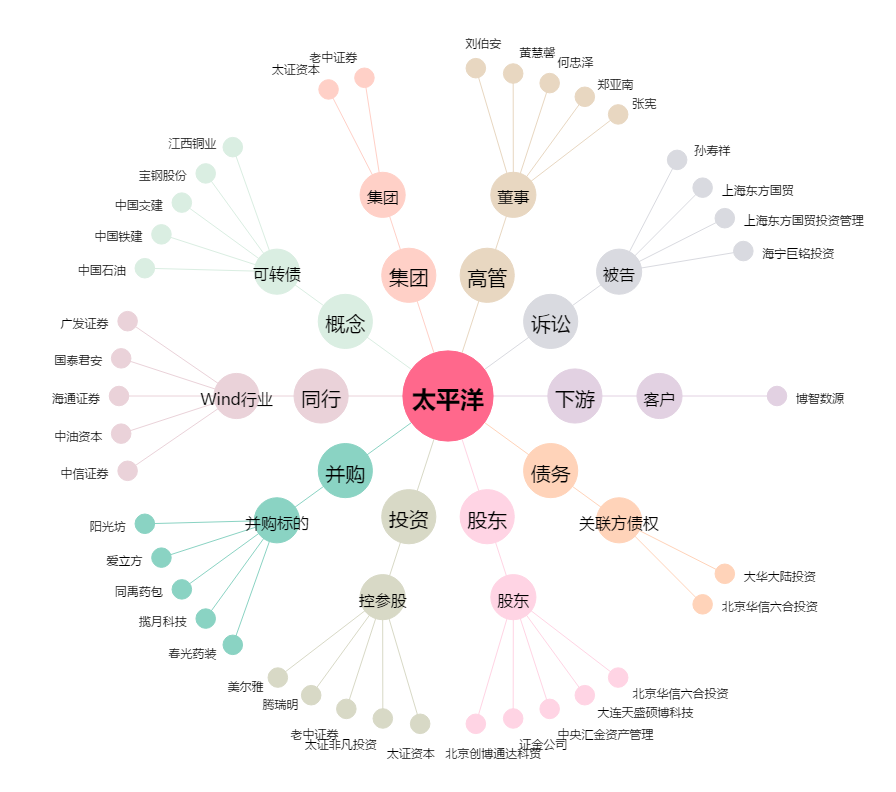 刘伯安
黄慧馨
老中证券
何忠泽
太证资本
郑亚南
张宪
江西铜业
孙寿祥
宝钢股份
上海东方国贸
集团
董事
中国交建
上海东方国贸投资管理
中国铁建
海宁巨铭投资
中国石油
可转债
集团
高管
被告
广发证券
概念
诉讼
国泰君安
海通证券
Wind行业
同行
太平洋
下游
客户
博智数源
中油资本
中信证券
并购
债务
阳光坊
并购标的
投资
股东
关联方债权
爱立方
同禹药包
大华大陆投资
揽月科技
控参股
股东
北京华信六合投资
春光药装
美尔雅
北京华信六合投资
腾瑞明
大连天盛硕博科技
老中证券
中央汇金资产管理
太证非凡投资
证金公司
太证资本
北京创博通达科贸